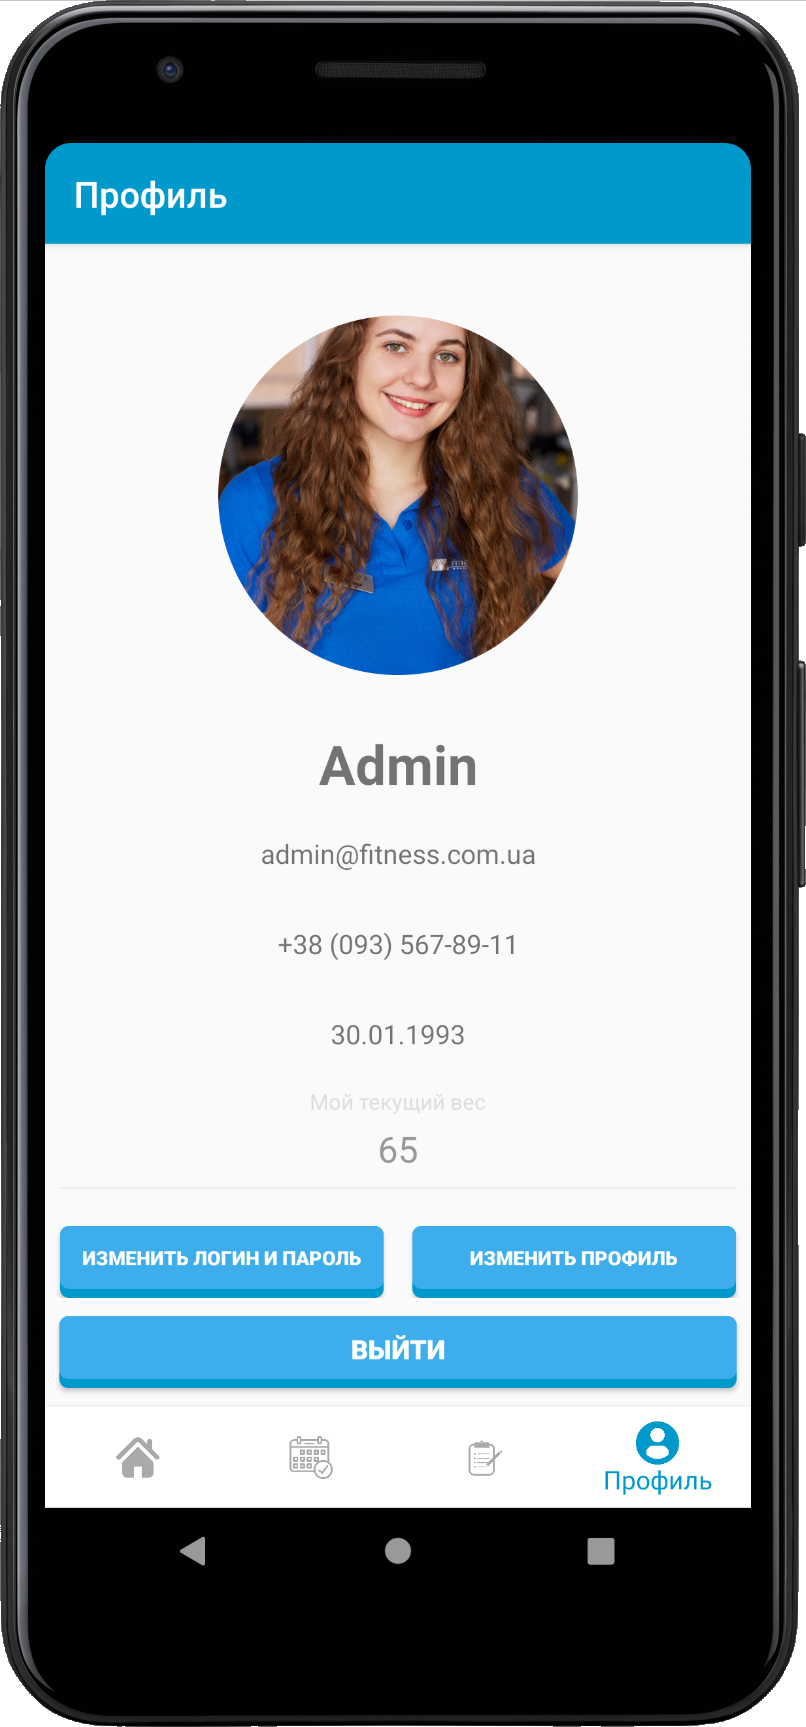 Профиль
Admin
admin@fitness.com.ua
+38 (093) 567-89-11
30.01.1993
Мой текущий вес
65
ИЗМЕНИТЬ ЛОГИН И ПАРОЛЬ
ИЗМЕНИТЬ ПРОФИЛЬ
ВЫЙТИ
Профиль